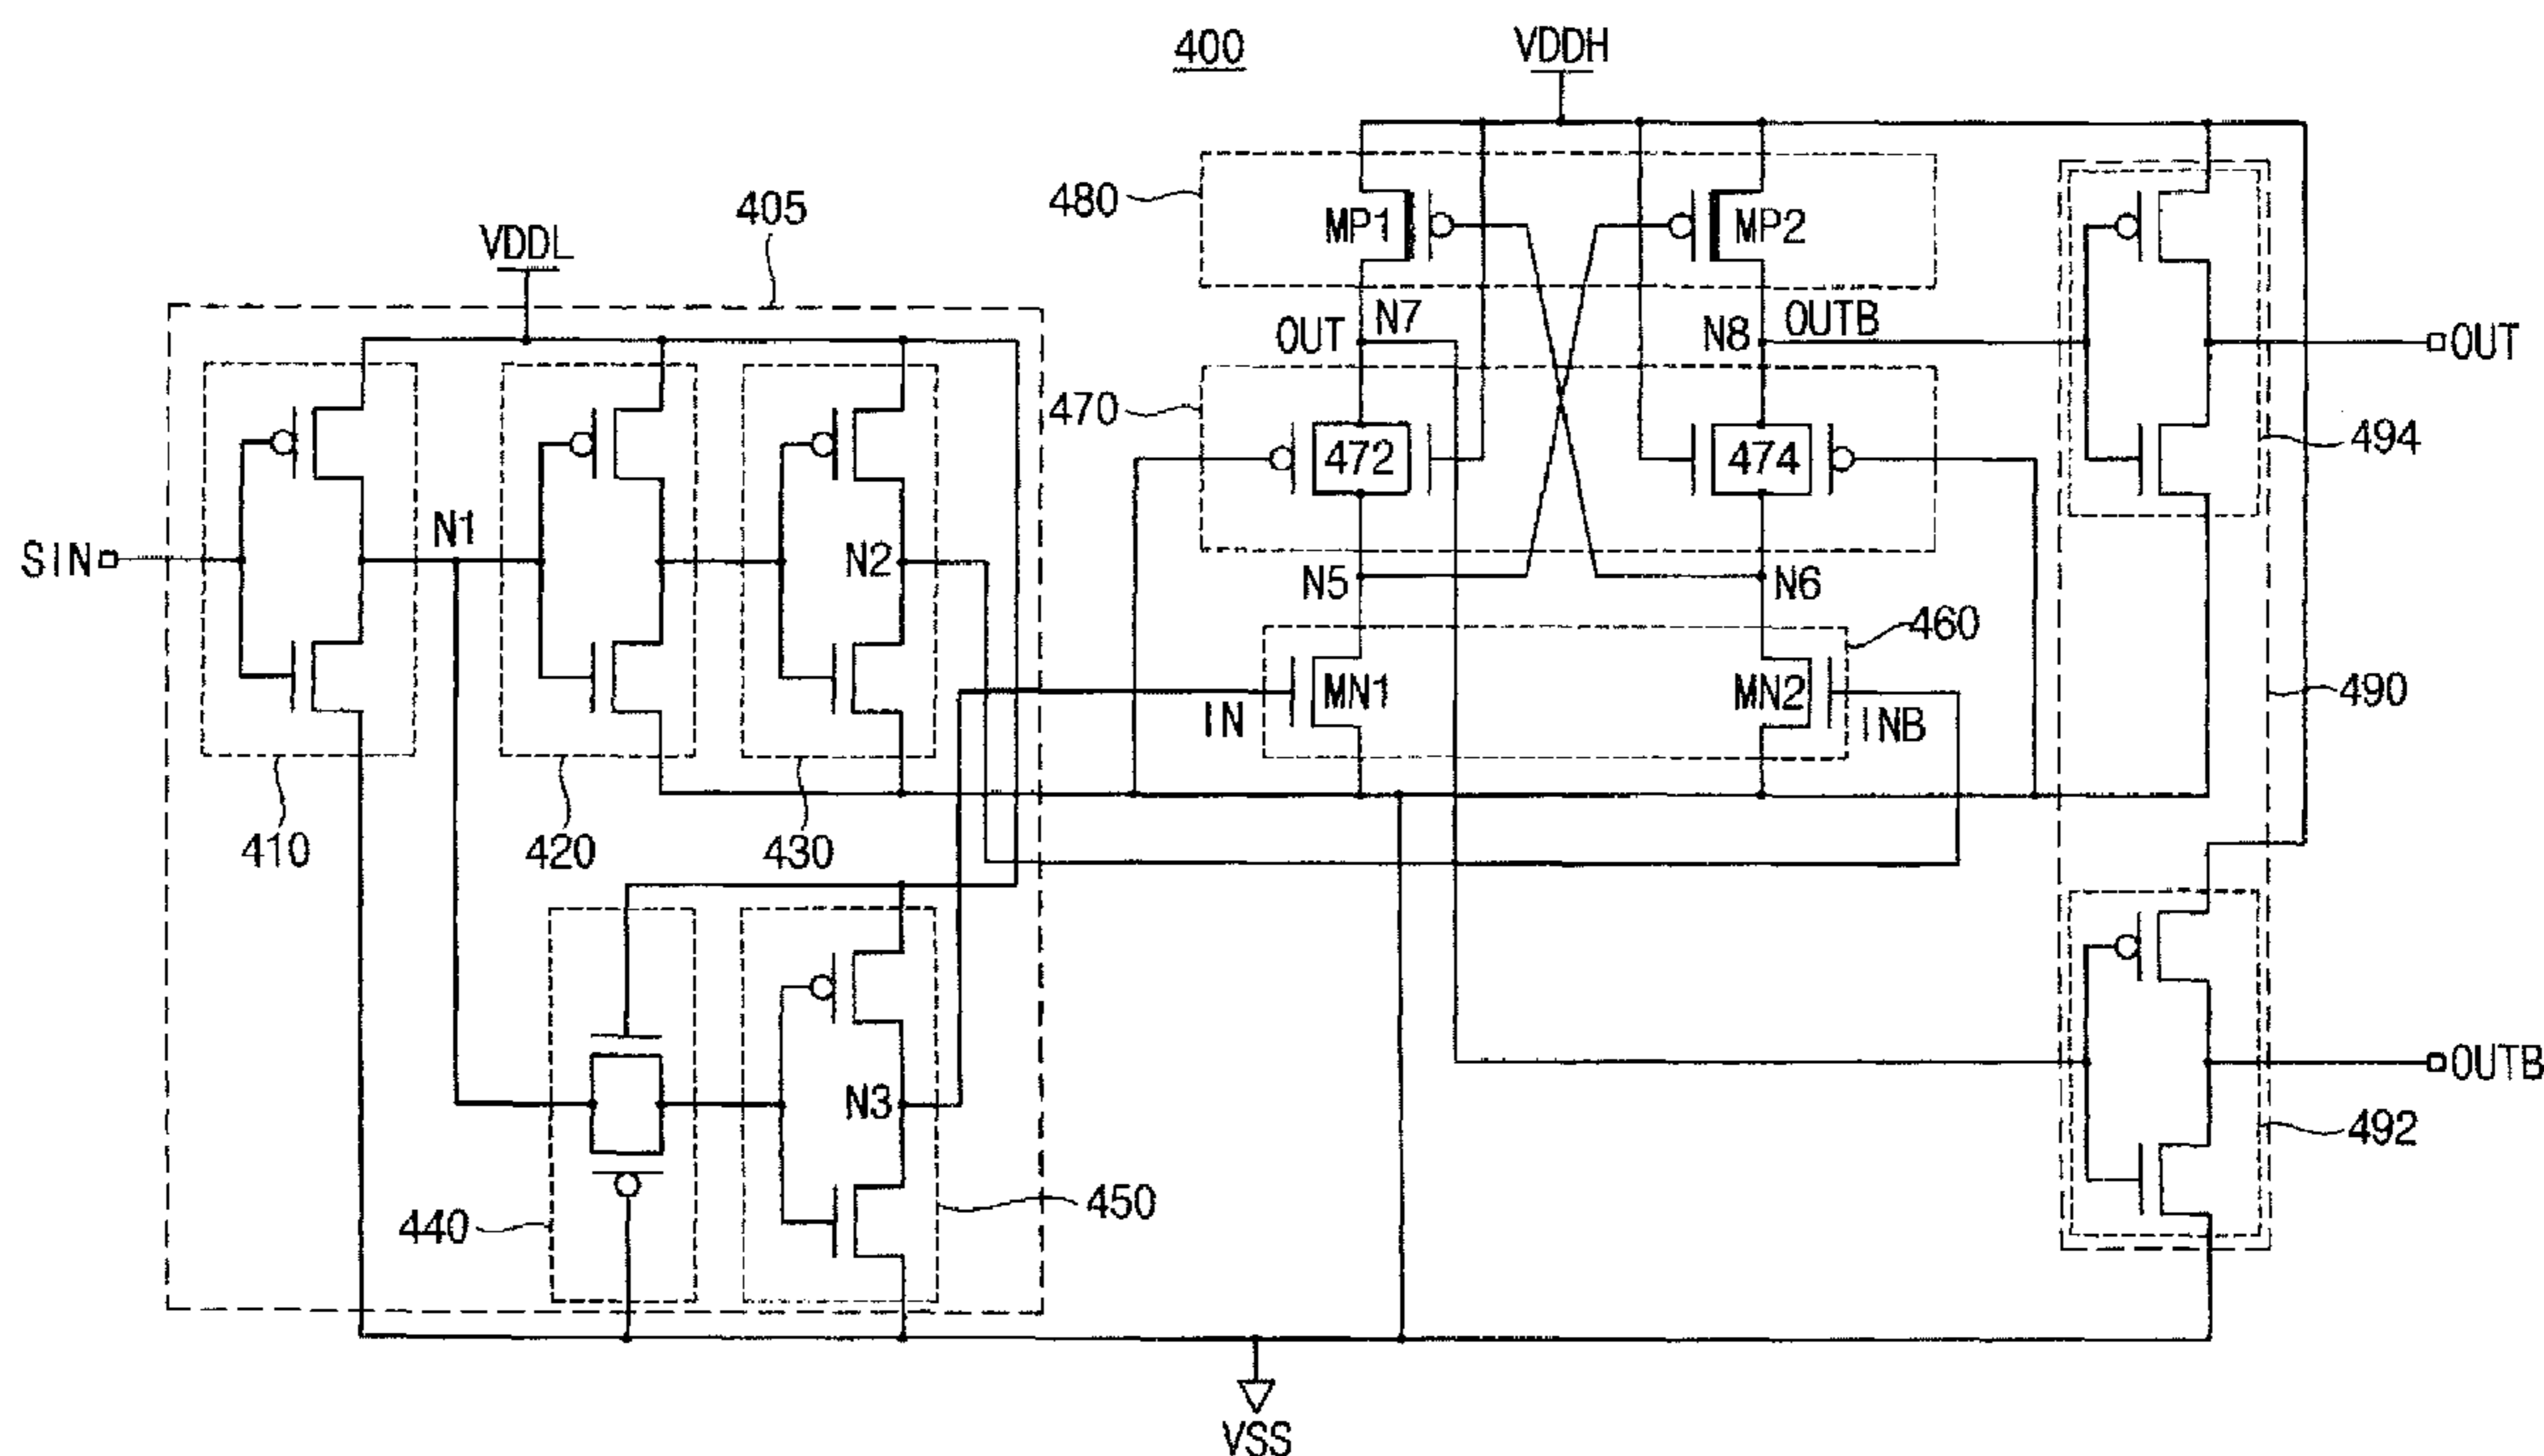 400
VDDH
480
MP1
MP2
405
VDDL
OUT
N7
N8
OUTB
OUT
470
472
474
494
N1
SIN
N2
N5
N6
460
MN1
MN2
490
IN
INB
410
420
430
OUTB
N3
492
440
450
VSS